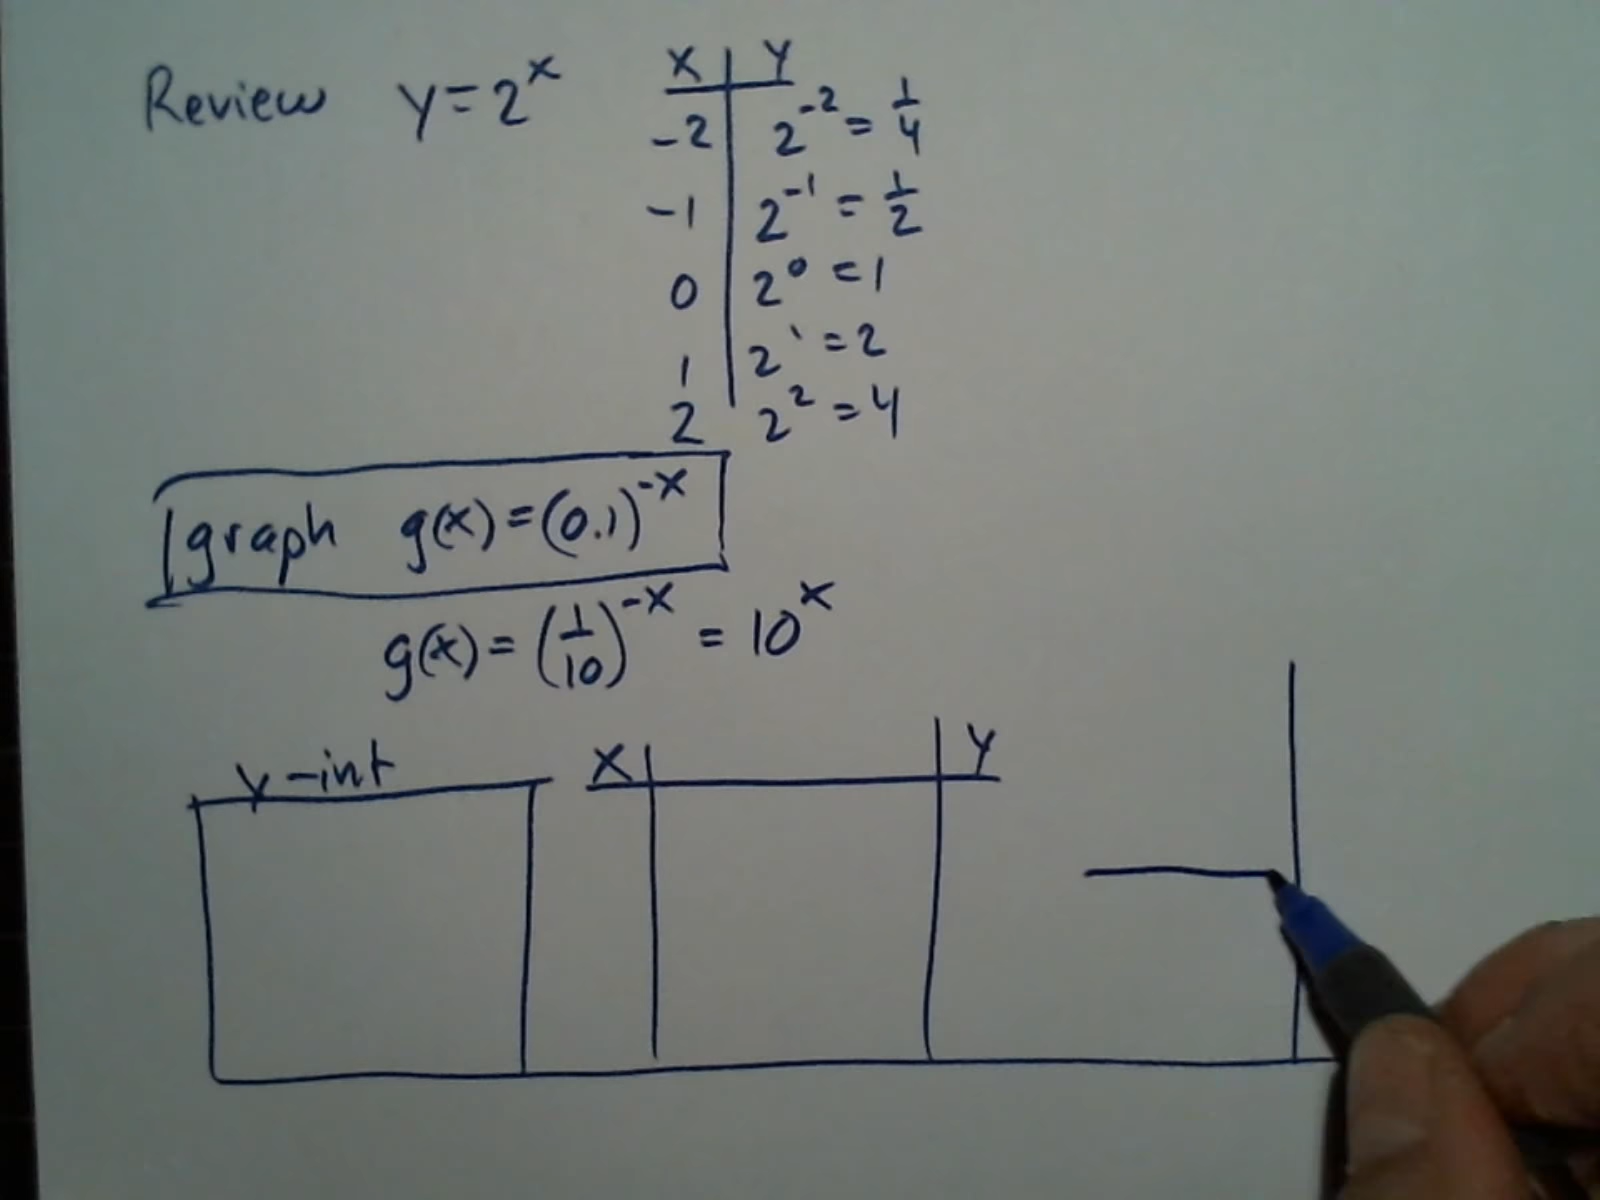 Review y=2^x
x | y
-2 | 2^-2 = 1/4
-1 | 2^-1 = 1/2
0 | 2^0 = 1
1 | 2^1 = 2
2 | 2^2 = 4
graph g(x)=(0.1)^-x
g(x)=(1/10)^-x = 10^x
y-int x y